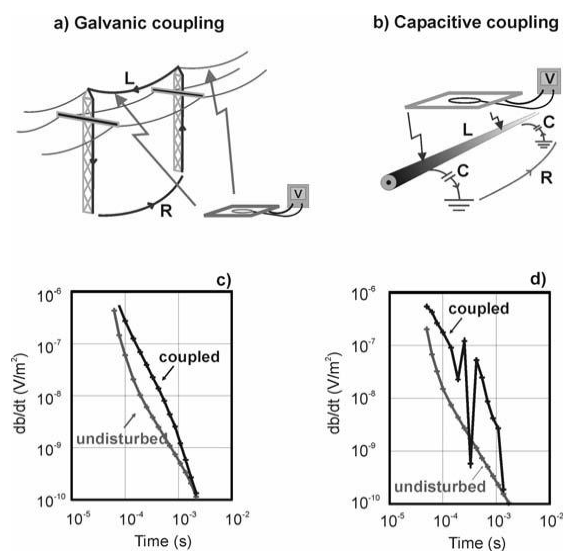 a) Galvanic coupling
b) Capacitive coupling
L
R
V
V
L
C
C
R
c)
10⁻⁶
10⁻⁷
10⁻⁸
10⁻⁹
10⁻¹⁰
db/dt (V/m²)
coupled
undisturbed
10⁻⁵
10⁻⁴
10⁻³
10⁻²
Time (s)
d)
10⁻⁶
10⁻⁷
10⁻⁸
10⁻⁹
10⁻¹⁰
db/dt (V/m²)
coupled
undisturbed
10⁻⁵
10⁻⁴
10⁻³
10⁻²
Time (s)